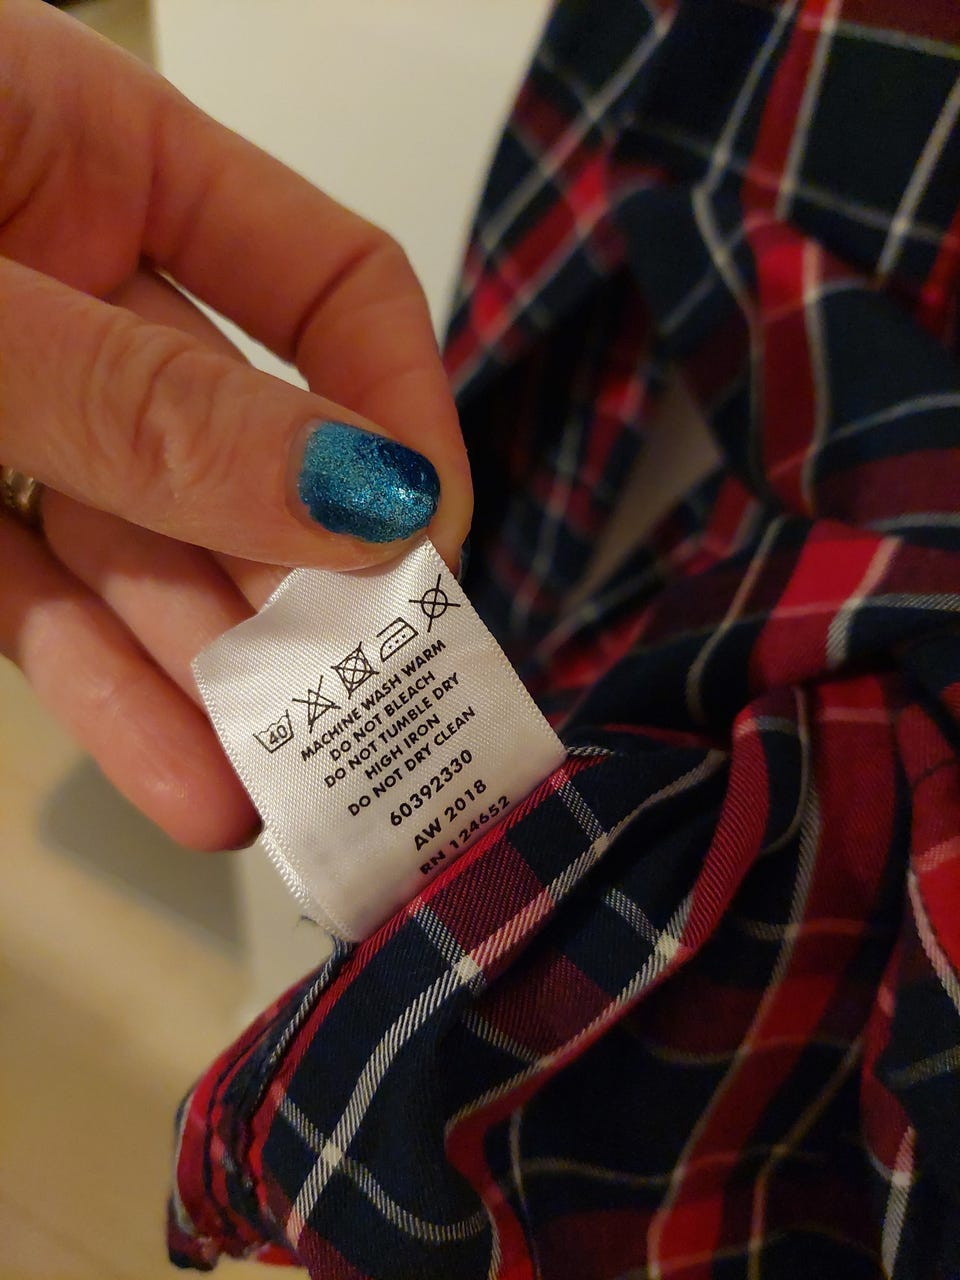 40
MACHINE WASH WARM
DO NOT BLEACH
DO NOT TUMBLE DRY
HIGH IRON
DO NOT DRY CLEAN
60392330
AW 2018
RN 124652